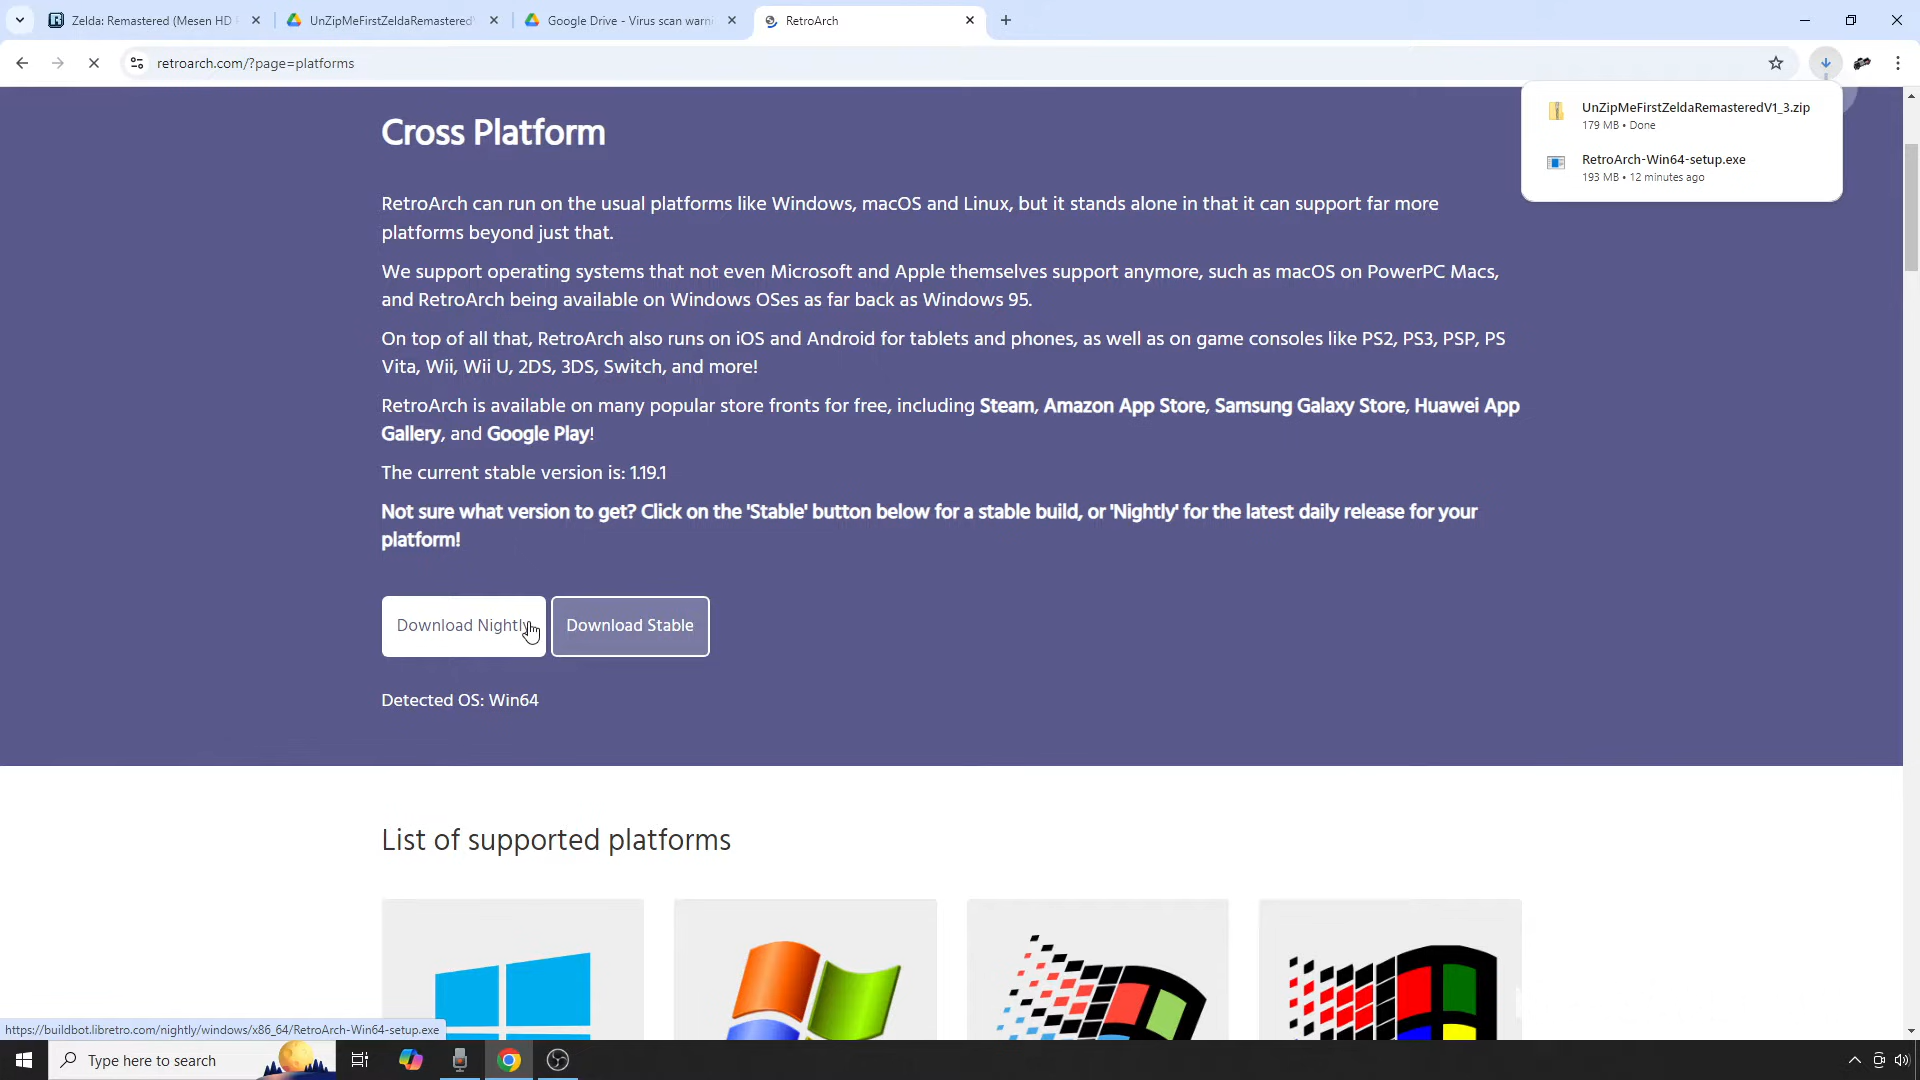 Zelda: Remastered (Mesen HD
UnZipMeFirstZeldaRemastered
Google Drive - Virus scan warn
RetroArch
retroarch.com/?page=platforms
UnZipMeFirstZeldaRemasteredV1_3.zip
179 MB • Done
RetroArch-Win64-setup.exe
193 MB • 12 minutes ago
Cross Platform
RetroArch can run on the usual platforms like Windows, macOS and Linux, but it stands alone in that it can support far more
platforms beyond just that.
We support operating systems that not even Microsoft and Apple themselves support anymore, such as macOS on PowerPC Macs,
and RetroArch being available on Windows OSes as far back as Windows 95.
On top of all that, RetroArch also runs on iOS and Android for tablets and phones, as well as on game consoles like PS2, PS3, PSP, PS
Vita, Wii, Wii U, 2DS, 3DS, Switch, and more!
RetroArch is available on many popular store fronts for free, including Steam, Amazon App Store, Samsung Galaxy Store, Huawei App
Gallery, and Google Play!
The current stable version is: 1.19.1
Not sure what version to get? Click on the 'Stable' button below for a stable build, or 'Nightly' for the latest daily release for your
platform!
Download Nightly
Download Stable
Detected OS: Win64
List of supported platforms
https://buildbot.libretro.com/nightly/windows/x86_64/RetroArch-Win64-setup.exe
Type here to search